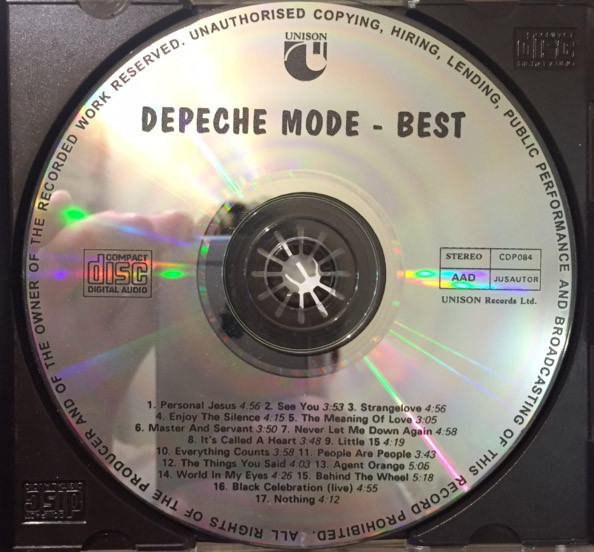 WORK RESERVED. UNAUTHORISED COPYING, HIRING, LENDING, PUBLIC PERFORMANCE AND BROADCASTING OF THIS RECORD PROHIBITED. ALL RIGHTS OF THE PRODUCER AND OF THE OWNER OF THE RECORDED
UNISON
DEPECHE MODE - BEST
COMPACT
disc
DIGITAL AUDIO
STEREO CDP084
AAD JUSAUTOR
UNISON Records Ltd.
1. Personal Jesus 4:56 2. See You 3:53 3. Strangelove 4:56
4. Enjoy The Silence 4:15 5. The Meaning Of Love 3:05
6. Master And Servant 3:50 7. Never Let Me Down Again 4:58
8. It's Called A Heart 3:48 9. Little 15 4:19
10. Everything Counts 3:58 11. People Are People 3:43
12. The Things You Said 4:03 13. Agent Orange 5:06
14. World In My Eyes 4:26 15. Behind The Wheel 5:18
16. Black Celebration (live) 4:55
17. Nothing 4:12